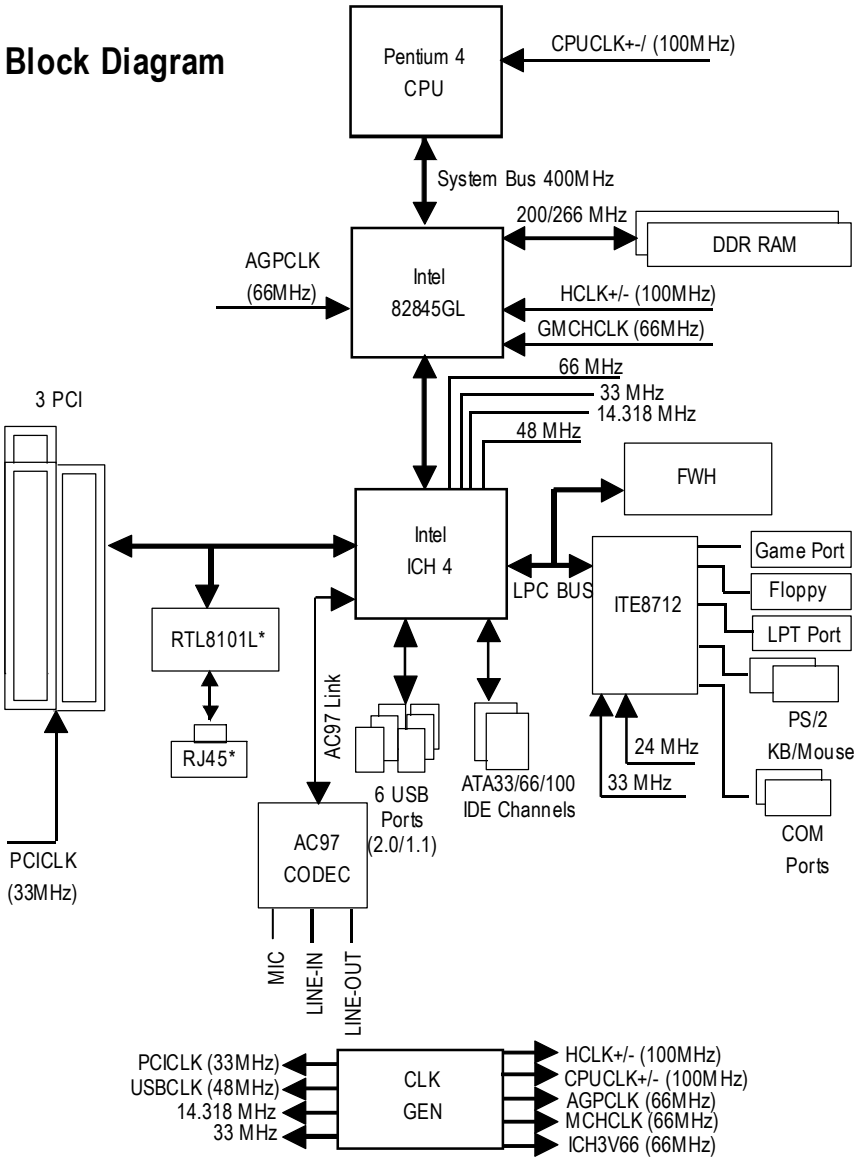 Block Diagram
Pentium 4
CPU
CPUCLK+-/ (100MHz)
System Bus 400MHz
200/266 MHz
DDR RAM
AGPCLK
(66MHz)
Intel
82845GL
HCLK+/- (100MHz)
GMCHCLK (66MHz)
66 MHz
33 MHz
14.318 MHz
48 MHz
3 PCI
Intel
ICH 4
FWH
LPC BUS
ITE8712
Game Port
Floppy
LPT Port
PS/2
KB/Mouse
24 MHz
33 MHz
COM
Ports
RTL8101L*
RJ45*
AC97 Link
6 USB
Ports
(2.0/1.1)
ATA33/66/100
IDE Channels
PCICLK
(33MHz)
AC97
CODEC
MIC
LINE-IN
LINE-OUT
CLK
GEN
PCICLK (33MHz)
USBCLK (48MHz)
14.318 MHz
33 MHz
HCLK+/- (100MHz)
CPUCLK+/- (100MHz)
AGPCLK (66MHz)
MCHCLK (66MHz)
ICH3V66 (66MHz)